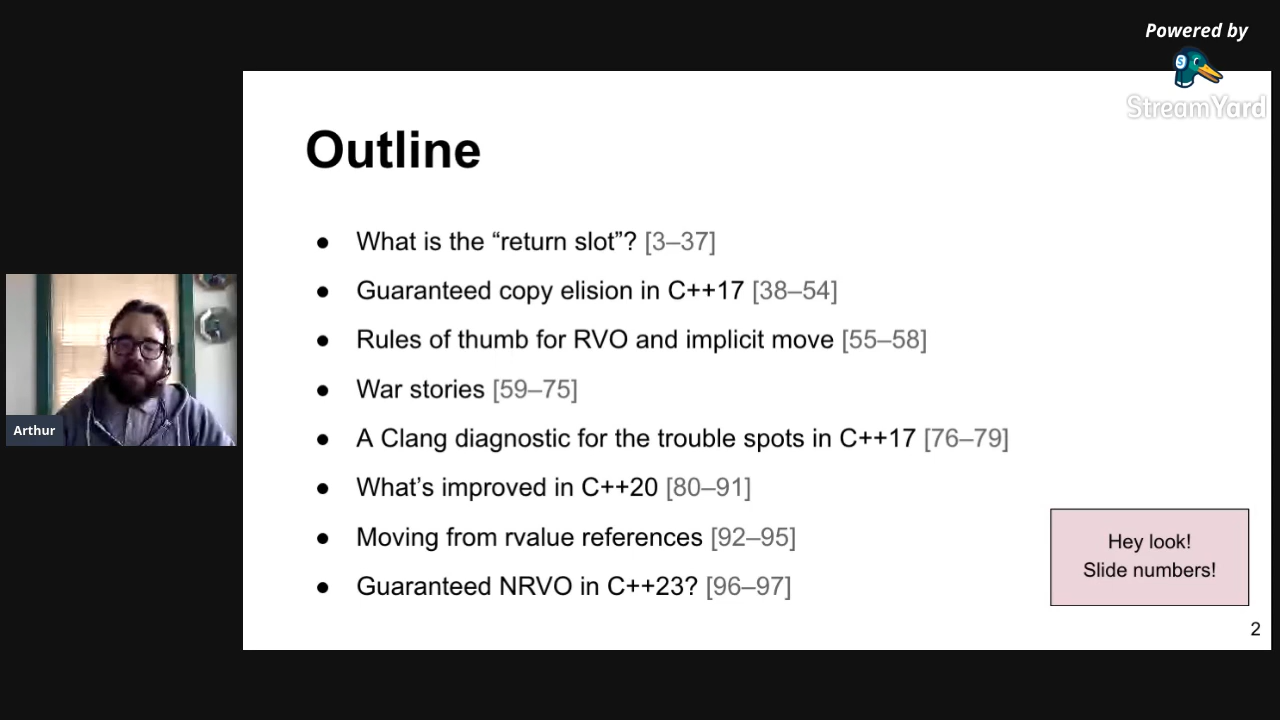 Powered by
StreamYard
Outline
● What is the “return slot”? [3–37]
● Guaranteed copy elision in C++17 [38–54]
● Rules of thumb for RVO and implicit move [55–58]
● War stories [59–75]
● A Clang diagnostic for the trouble spots in C++17 [76–79]
● What’s improved in C++20 [80–91]
● Moving from rvalue references [92–95]
● Guaranteed NRVO in C++23? [96–97]
Hey look!
Slide numbers!
2
Arthur